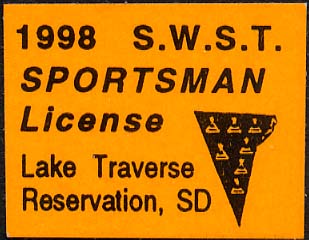 1998 S.W.S.T.
SPORTSMAN
License
Lake Traverse
Reservation, SD